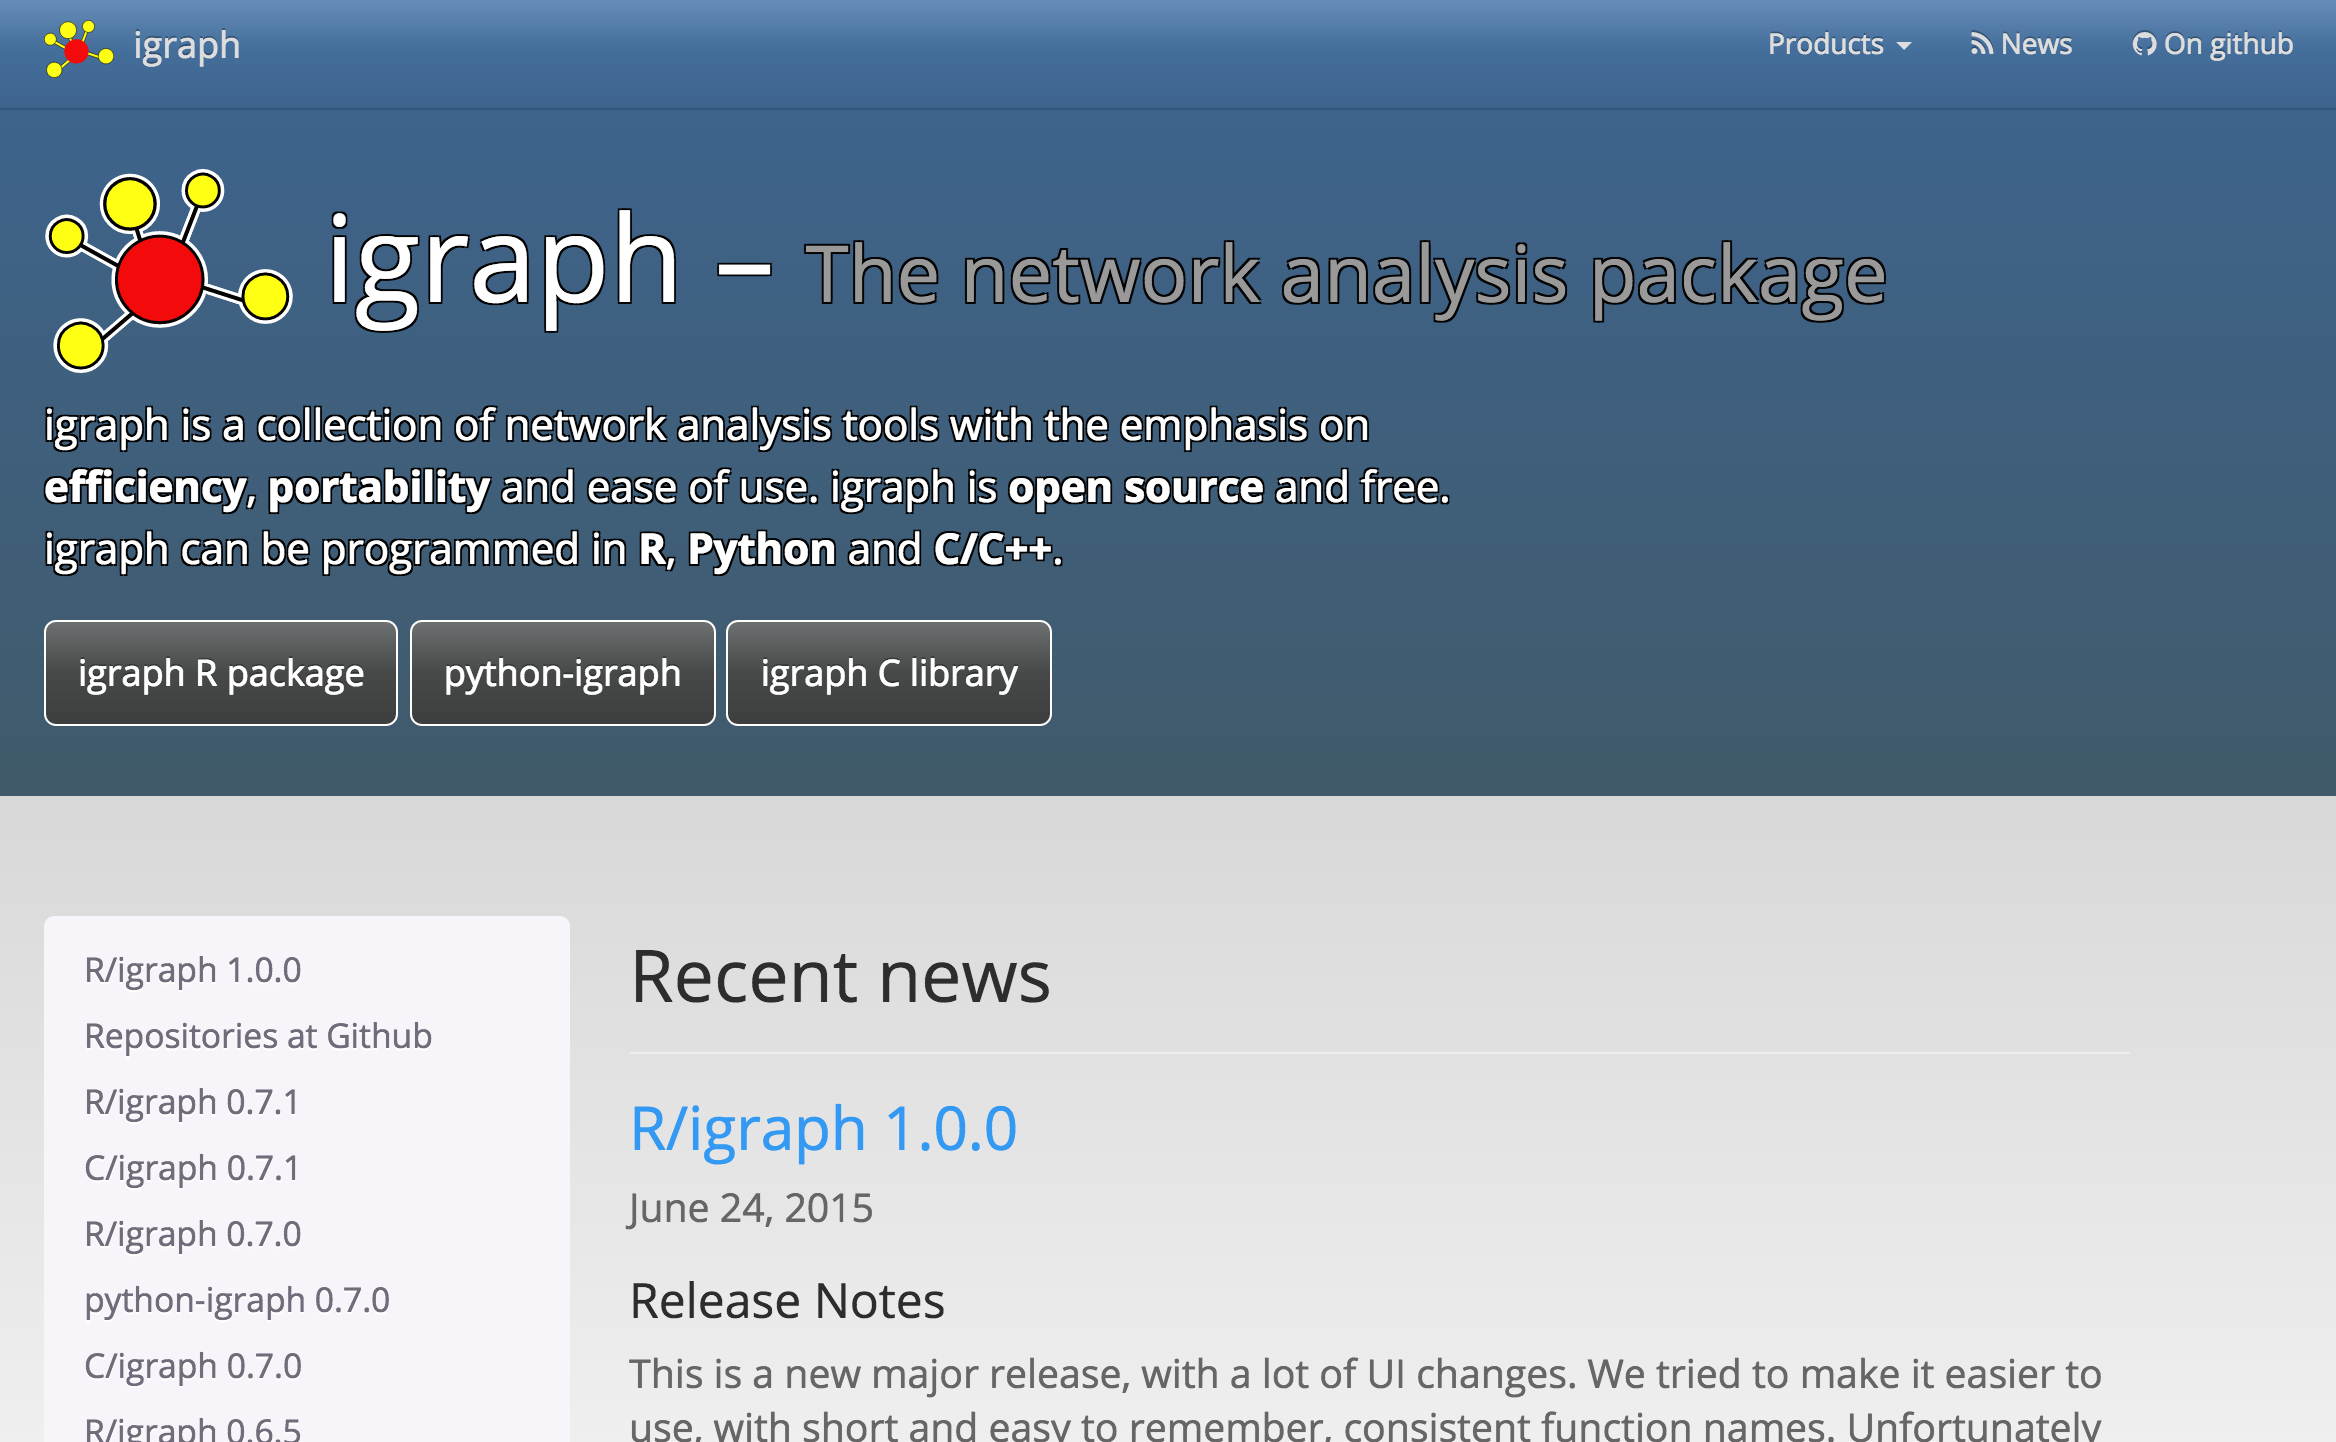 igraph
Products
News
On github
igraph – The network analysis package
igraph is a collection of network analysis tools with the emphasis on
efficiency, portability and ease of use. igraph is open source and free.
igraph can be programmed in R, Python and C/C++.
igraph R package
python-igraph
igraph C library
R/igraph 1.0.0
Repositories at Github
R/igraph 0.7.1
C/igraph 0.7.1
R/igraph 0.7.0
python-igraph 0.7.0
C/igraph 0.7.0
R/igraph 0.6.5
Recent news
R/igraph 1.0.0
June 24, 2015
Release Notes
This is a new major release, with a lot of UI changes. We tried to make it easier to
use, with short and easy to remember, consistent function names. Unfortunately